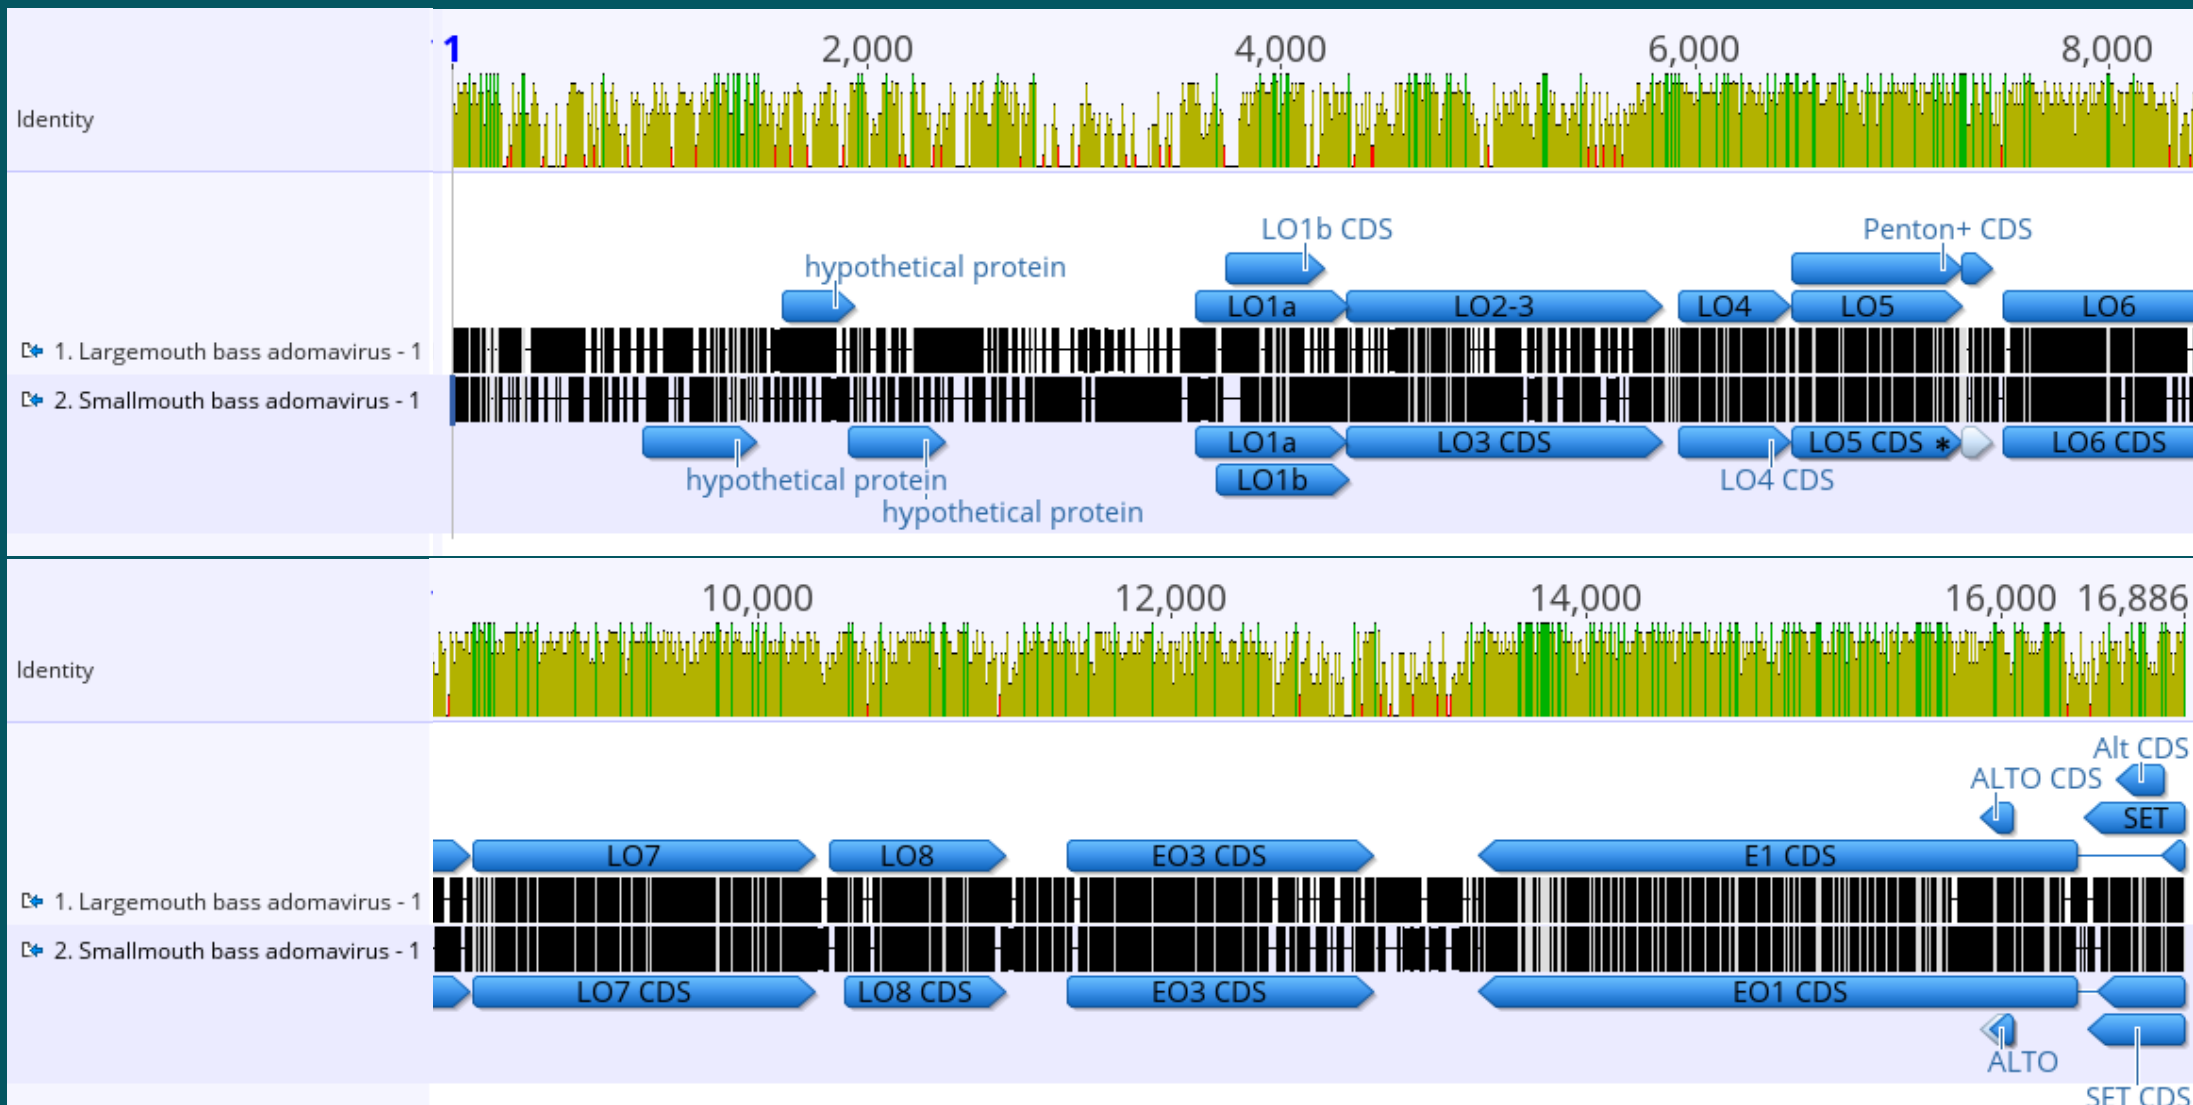 1 2,000 4,000 6,000 8,000
Identity
LO1b CDS Penton+ CDS
hypothetical protein
LO1a LO2-3 LO4 LO5 LO6
1. Largemouth bass adomavirus - 1
2. Smallmouth bass adomavirus - 1
LO1a LO3 CDS LO5 CDS * LO6 CDS
hypothetical protein LO1b LO4 CDS
hypothetical protein
10,000 12,000 14,000 16,000 16,886
Identity
Alt CDS
ALTO CDS
SET
LO7 LO8 EO3 CDS E1 CDS
1. Largemouth bass adomavirus - 1
2. Smallmouth bass adomavirus - 1
LO7 CDS LO8 CDS EO3 CDS EO1 CDS
ALTO
SET CDS